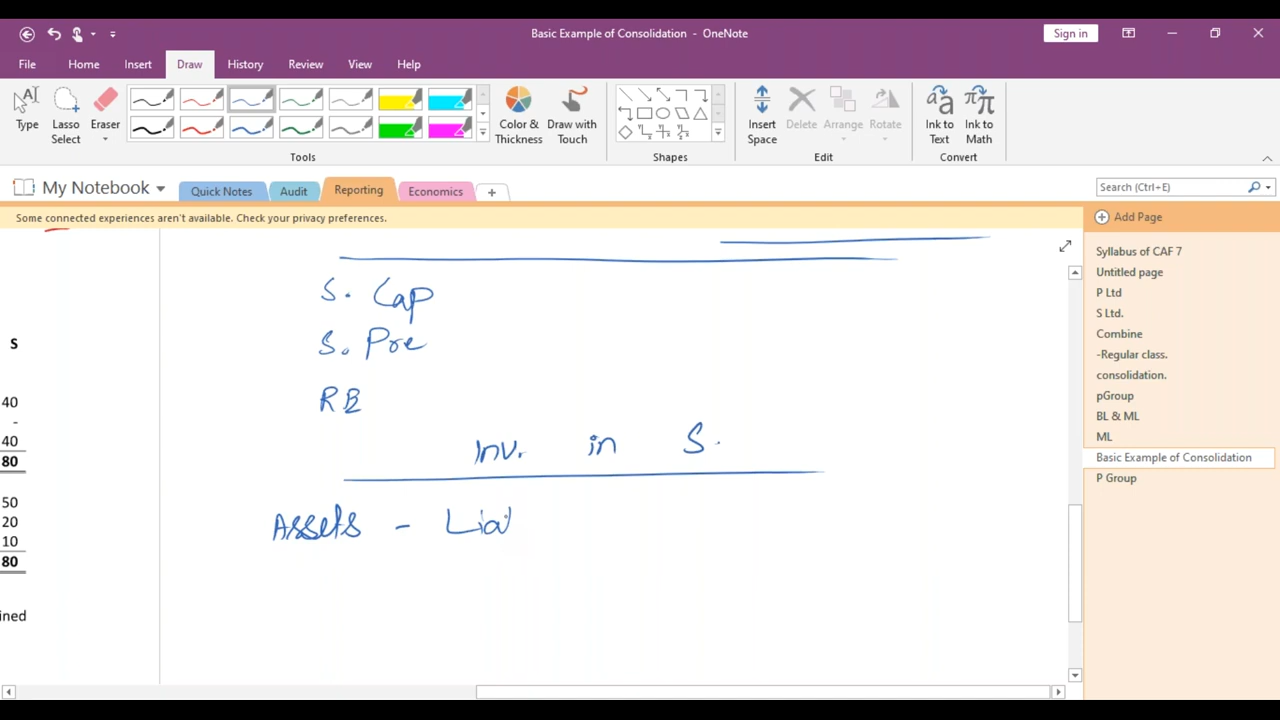 Basic Example of Consolidation - OneNote
Sign in
File Home Insert Draw History Review View Help
Type
Lasso Select
Eraser
Color & Thickness
Draw with Touch
Insert Space
Delete
Arrange
Rotate
Ink to Text
Ink to Math
Tools
Shapes
Edit
Convert
My Notebook
Quick Notes
Audit
Reporting
Economics
Search (Ctrl+E)
Some connected experiences aren't available. Check your privacy preferences.
S
40
-
40
80
50
20
10
80
ined
S. Cap
S. Pre
RE
Inv. in S.
Assets - Lia
Add Page
Syllabus of CAF 7
Untitled page
P Ltd
S Ltd.
Combine
-Regular class.
consolidation.
pGroup
BL & ML
ML
Basic Example of Consolidation
P Group